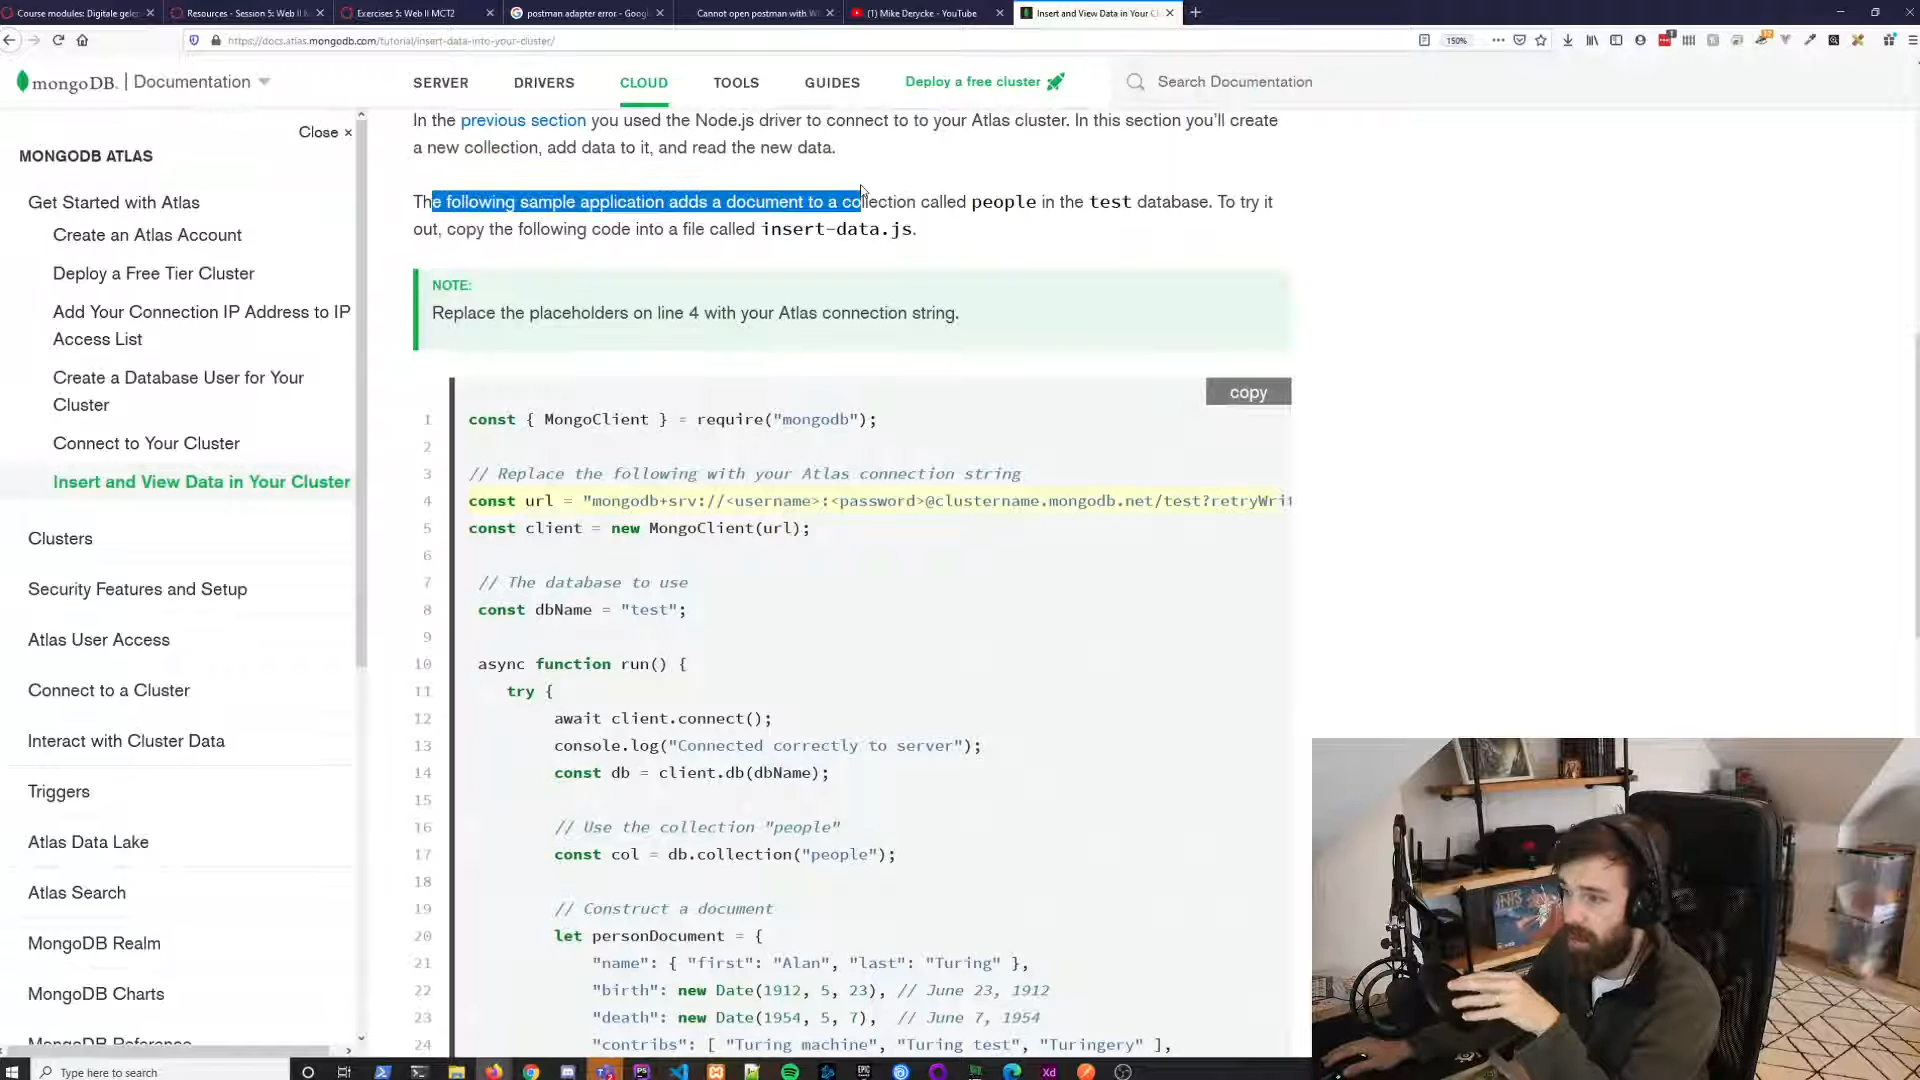 Course modules: Digitale gele
Resources - Session 5: Web II
Exercises 5: Web II MCT2
postman adapter error - Googl
Cannot open postman with W
(1) Mike Derycke - YouTube
Insert and View Data in Your Cl
https://docs.atlas.mongodb.com/tutorial/insert-data-into-your-cluster/
150%
mongoDB. | Documentation
SERVER
DRIVERS
CLOUD
TOOLS
GUIDES
Deploy a free cluster
Search Documentation
Close ×
MONGODB ATLAS
Get Started with Atlas
Create an Atlas Account
Deploy a Free Tier Cluster
Add Your Connection IP Address to IP
Access List
Create a Database User for Your
Cluster
Connect to Your Cluster
Insert and View Data in Your Cluster
Clusters
Security Features and Setup
Atlas User Access
Connect to a Cluster
Interact with Cluster Data
Triggers
Atlas Data Lake
Atlas Search
MongoDB Realm
MongoDB Charts
MongoDB Reference
In the previous section you used the Node.js driver to connect to to your Atlas cluster. In this section you'll create
a new collection, add data to it, and read the new data.
The following sample application adds a document to a collection called people in the test database. To try it
out, copy the following code into a file called insert-data.js.
NOTE:
Replace the placeholders on line 4 with your Atlas connection string.
copy
1 const { MongoClient } = require("mongodb");
2
3 // Replace the following with your Atlas connection string
4 const url = "mongodb+srv://<username>:<password>@clustername.mongodb.net/test?retryWrit
5 const client = new MongoClient(url);
6
7 // The database to use
8 const dbName = "test";
9
10 async function run() {
11 try {
12 await client.connect();
13 console.log("Connected correctly to server");
14 const db = client.db(dbName);
15
16 // Use the collection "people"
17 const col = db.collection("people");
18
19 // Construct a document
20 let personDocument = {
21 "name": { "first": "Alan", "last": "Turing" },
22 "birth": new Date(1912, 5, 23), // June 23, 1912
23 "death": new Date(1954, 5, 7), // June 7, 1954
24 "contribs": [ "Turing machine", "Turing test", "Turingery" ],
Type here to search
PS
EPIC
Xd